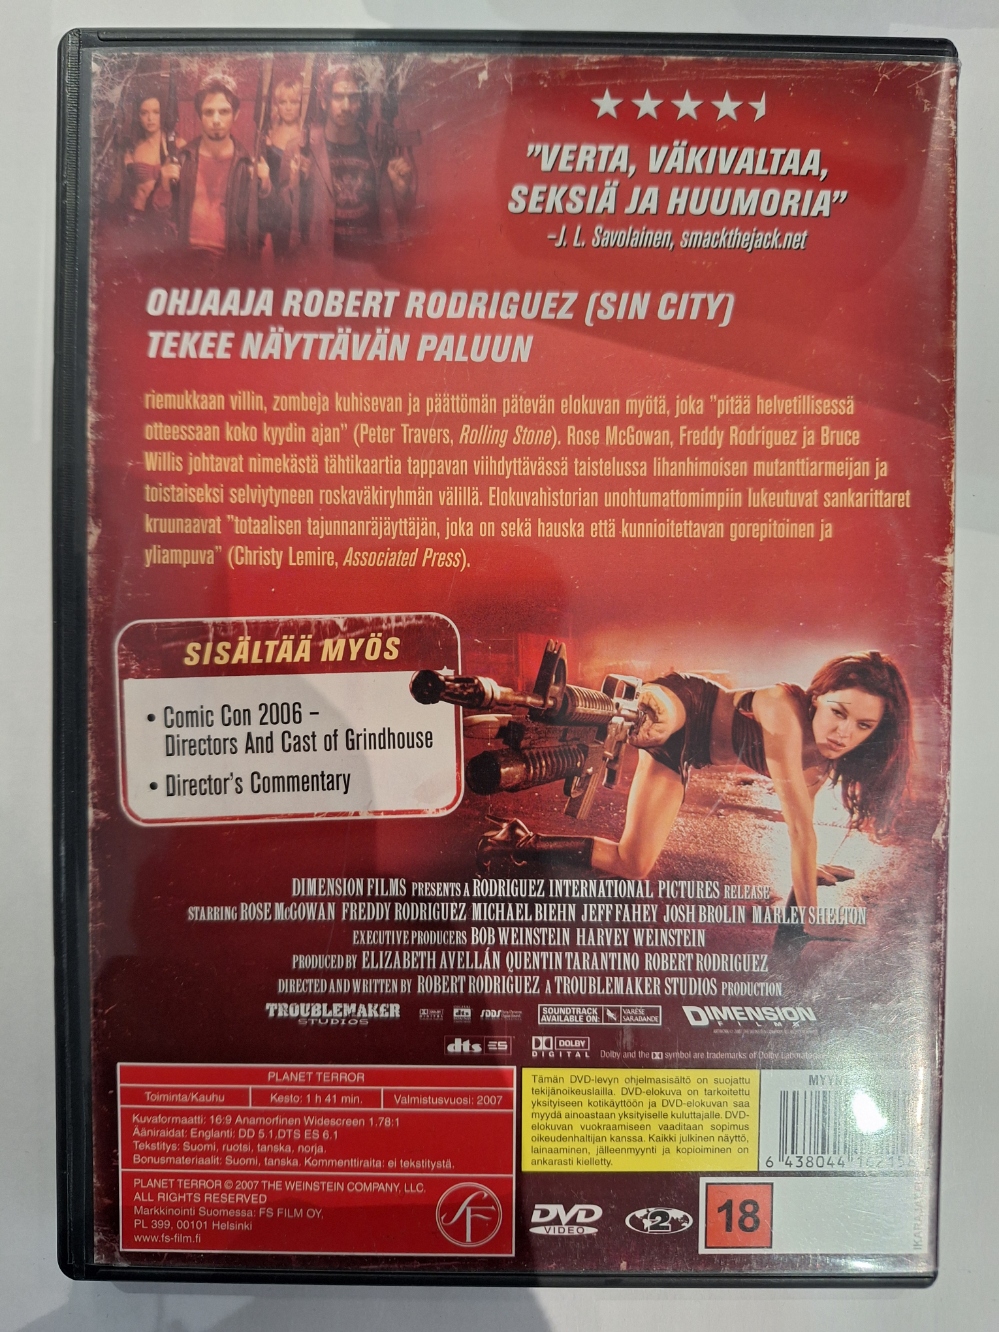 "VERTA, VÄKIVALTAA,
SEKSIÄ JA HUUMORIA"
–J. L. Savolainen, smackthejack.net
OHJAAJA ROBERT RODRIGUEZ (SIN CITY)
TEKEE NÄYTTÄVÄN PALUUN
riemukkaan villin, zombeja kuhisevan ja päättömän pätevän elokuvan myötä, joka "pitää helvetillisessä
otteessaan koko kyydin ajan" (Peter Travers, Rolling Stone). Rose McGowan, Freddy Rodriguez ja Bruce
Willis johtavat nimekästä tähtikaartia tappavan viihdyttävässä taistelussa lihanhimoisen mutanttiarmeijan ja
toistaiseksi selviytyneen roskaväkiryhmän välillä. Elokuvahistorian unohtumattomimpiin lukeutuvat sankarittaret
kruunaavat "totaalisen tajunnanräjäyttäjän, joka on sekä hauska että kunnioitettavan gorepitoinen ja
yliampuva" (Christy Lemire, Associated Press).
SISÄLTÄÄ MYÖS
• Comic Con 2006 –
Directors And Cast of Grindhouse
• Director's Commentary
DIMENSION FILMS PRESENTS A RODRIGUEZ INTERNATIONAL PICTURES RELEASE
STARRING ROSE McGOWAN FREDDY RODRIGUEZ MICHAEL BIEHN JEFF FAHEY JOSH BROLIN MARLEY SHELTON
EXECUTIVE PRODUCERS BOB WEINSTEIN HARVEY WEINSTEIN
PRODUCED BY ELIZABETH AVELLÁN QUENTIN TARANTINO ROBERT RODRIGUEZ
DIRECTED AND WRITTEN BY ROBERT RODRIGUEZ A TROUBLEMAKER STUDIOS PRODUCTION
TROUBLEMAKER
STUDIOS
SDDS
SOUNDTRACK
AVAILABLE ON:
VARÈSE
SARABANDE
DIMENSION
FILMS
dts ES
DOLBY
DIGITAL
Dolby and the symbol are trademarks of Dolby
PLANET TERROR
Toiminta/Kauhu
Kesto: 1 h 41 min.
Valmistusvuosi: 2007
Kuvaformaatti: 16:9 Anamorfinen Widescreen 1.78:1
Ääniraidat: Englanti: DD 5.1,DTS ES 6.1
Tekstitys: Suomi, ruotsi, tanska, norja.
Bonusmateriaalit: Suomi, tanska. Kommenttiraita: ei tekstitystä.
PLANET TERROR © 2007 THE WEINSTEIN COMPANY, LLC.
ALL RIGHTS RESERVED
Markkinointi Suomessa: FS FILM OY,
PL 399, 00101 Helsinki
www.fs-film.fi
SF
Tämän DVD-levyn ohjelmasisältö on suojattu
tekijänoikeuslailla. DVD-elokuva on tarkoitettu
yksityiseen kotikäyttöön ja DVD-elokuvan saa
myydä ainoastaan yksityiselle kuluttajalle. DVD-
elokuvan vuokraamiseen vaaditaan sopimus
oikeudenhaltijan kanssa. Kaikki julkinen näyttö,
lainaaminen, jälleenmyynti ja kopioiminen on
ankarasti kielletty.
6 438044
DVD
VIDEO
2
18